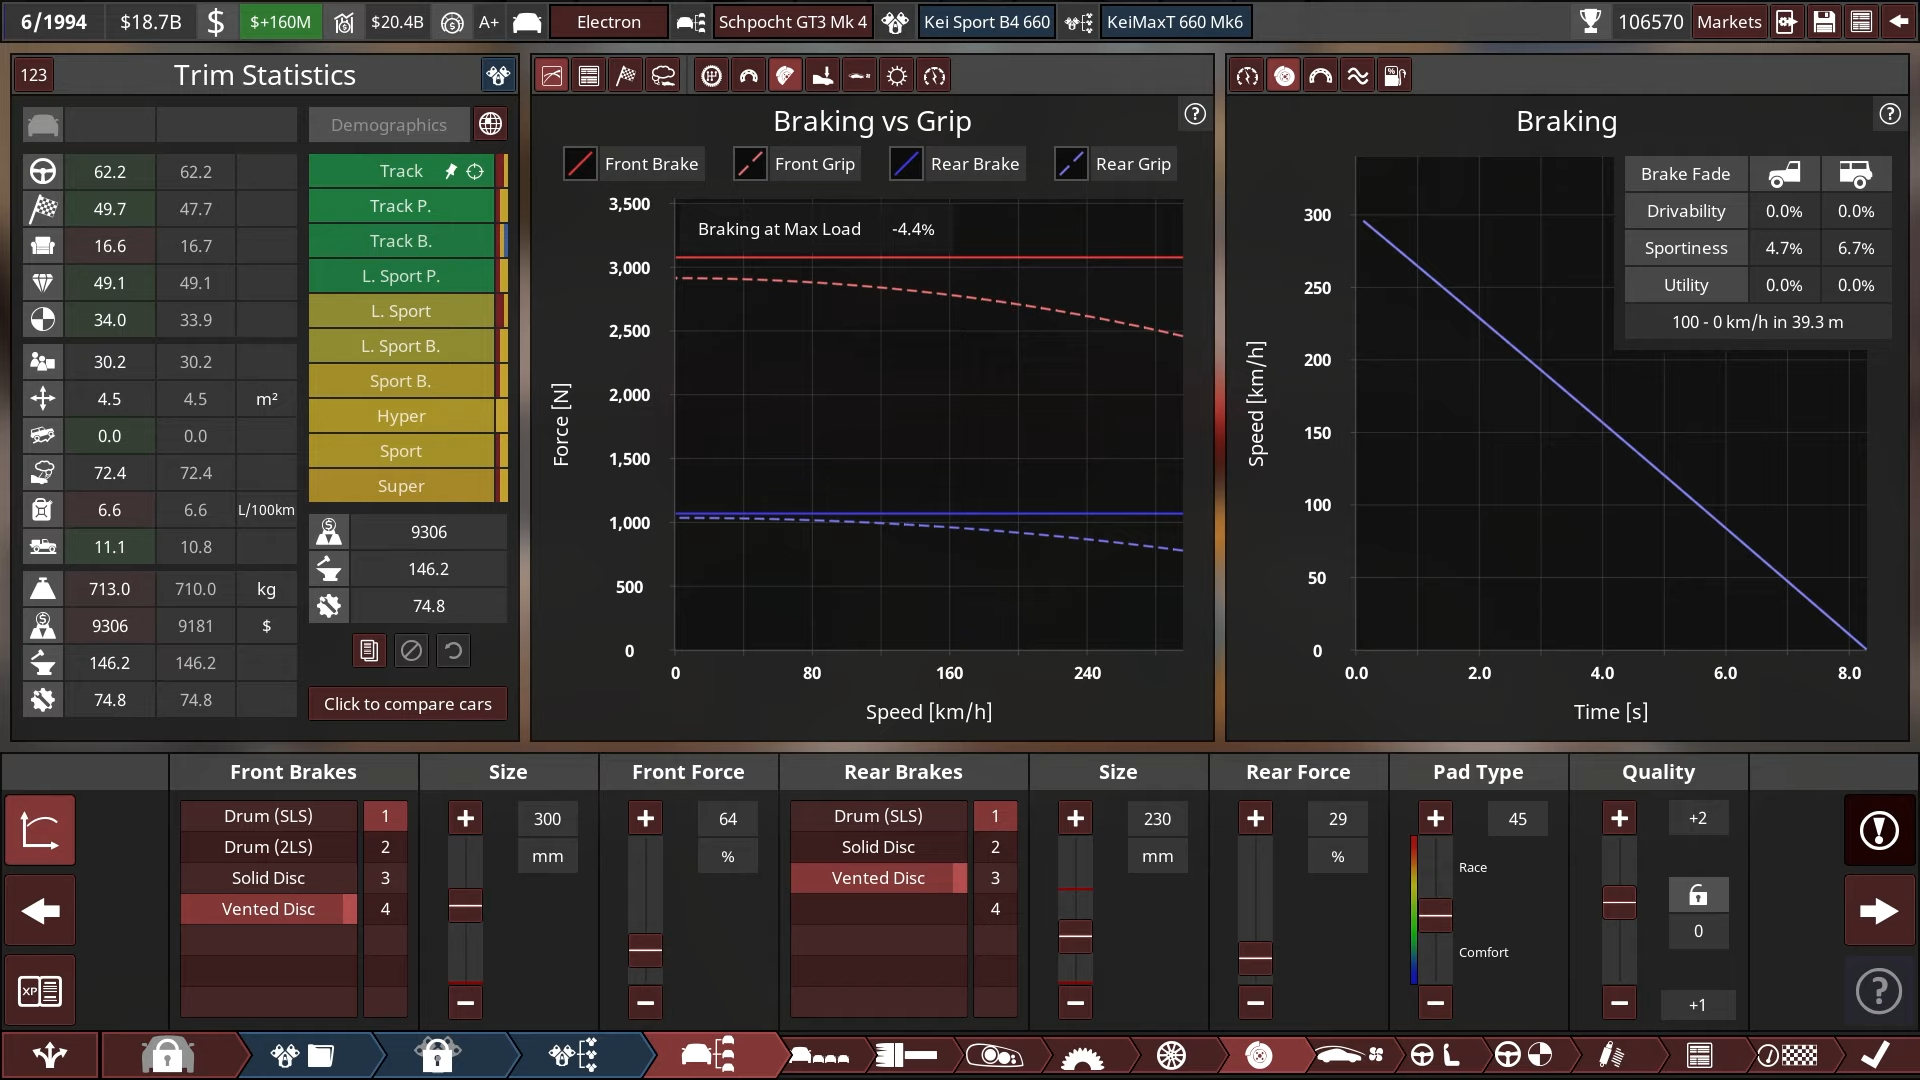 6/1994 $18.7B $+160M $20.4B A+ Electron Schpocht GT3 Mk 4 Kei Sport B4 660 KeiMaxT 660 Mk6 106570 Markets
123 Trim Statistics
Demographics
62.2 62.2
49.7 47.7
16.6 16.7
49.1 49.1
34.0 33.9
30.2 30.2
4.5 4.5 m²
0.0 0.0
72.4 72.4
6.6 6.6 L/100km
11.1 10.8
713.0 710.0 kg
9306 9181 $
146.2 146.2
74.8 74.8
Track
Track P.
Track B.
L. Sport P.
L. Sport
L. Sport B.
Sport B.
Hyper
Sport
Super
9306
146.2
74.8
Click to compare cars
Braking vs Grip ?
Front Brake Front Grip Rear Brake Rear Grip
Braking at Max Load -4.4%
Force [N]
3,500
3,000
2,500
2,000
1,500
1,000
500
0
0 80 160 240
Speed [km/h]
Braking ?
Brake Fade
Drivability 0.0% 0.0%
Sportiness 4.7% 6.7%
Utility 0.0% 0.0%
100 - 0 km/h in 39.3 m
Speed [km/h]
300
250
200
150
100
50
0
0.0 2.0 4.0 6.0 8.0
Time [s]
Front Brakes Size Front Force Rear Brakes Size Rear Force Pad Type Quality
Drum (SLS) 1
Drum (2LS) 2
Solid Disc 3
Vented Disc 4
+ 300
mm
−
+ 64
%
−
Drum (SLS) 1
Solid Disc 2
Vented Disc 3
4
+ 230
mm
−
+ 29
%
−
+ 45
Race
Comfort
−
+ +2
0
− +1
XP
?